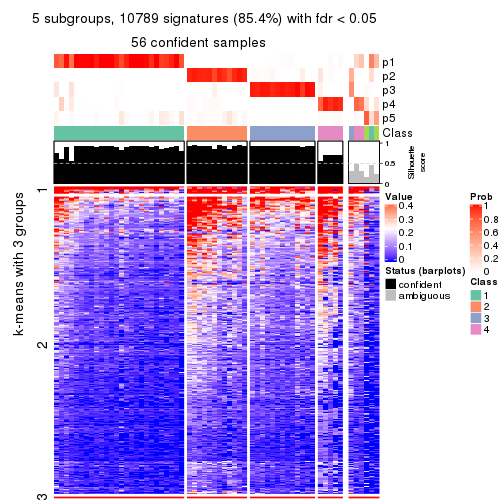 5 subgroups, 10789 signatures (85.4%) with fdr < 0.05
56 confident samples
p1
p2
p3
p4
p5
Class
1
0.5
0
Silhouette
score
k-means with 3 groups
1
2
3
Value
0.4
0.3
0.2
0.1
0
Status (barplots)
confident
ambiguous
Prob
1
0.8
0.6
0.4
0.2
0
Class
1
2
3
4